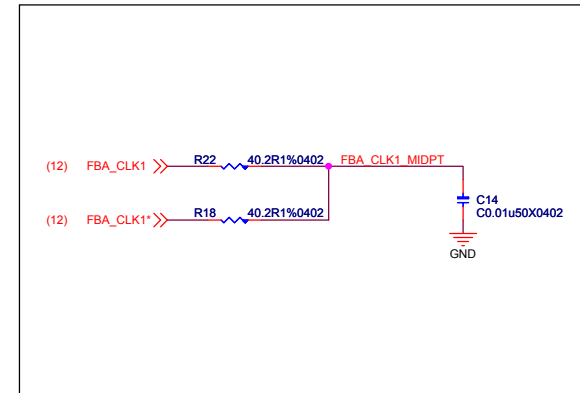 (12) FBA_CLK1 R22 40.2R1%0402 FBA_CLK1_MIDPT
(12) FBA_CLK1* R18 40.2R1%0402
C14
C0.01u50X0402
GND